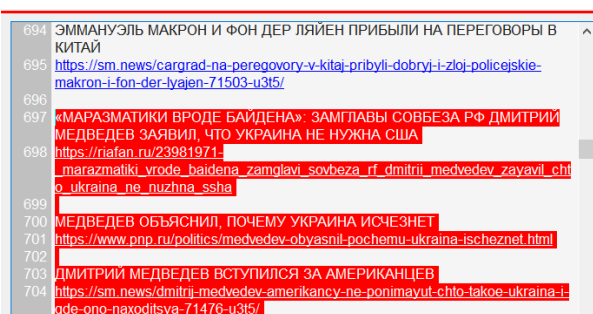 694 ЭММАНУЭЛЬ МАКРОН И ФОН ДЕР ЛЯЙЕН ПРИБЫЛИ НА ПЕРЕГОВОРЫ В
КИТАЙ
695 https://sm.news/cargrad-na-peregovory-v-kitaj-pribyli-dobryj-i-zloj-policejskie-
makron-i-fon-der-lyajen-71503-u3t5/
696
697 «МАРАЗМАТИКИ ВРОДЕ БАЙДЕНА»: ЗАМГЛАВЫ СОВБЕЗА РФ ДМИТРИЙ
МЕДВЕДЕВ ЗАЯВИЛ, ЧТО УКРАИНА НЕ НУЖНА США
698 https://riafan.ru/23981971-
_marazmatiki_vrode_baidena_zamglavi_sovbeza_rf_dmitrii_medvedev_zayavil_cht
o_ukraina_ne_nuzhna_ssha
699
700 МЕДВЕДЕВ ОБЪЯСНИЛ, ПОЧЕМУ УКРАИНА ИСЧЕЗНЕТ
701 https://www.pnp.ru/politics/medvedev-obyasnil-pochemu-ukraina-ischeznet.html
702
703 ДМИТРИЙ МЕДВЕДЕВ ВСТУПИЛСЯ ЗА АМЕРИКАНЦЕВ
704 https://sm.news/dmitrij-medvedev-amerikancy-ne-ponimayut-chto-takoe-ukraina-i-
gde-ono-naxoditsya-71476-u3t5/